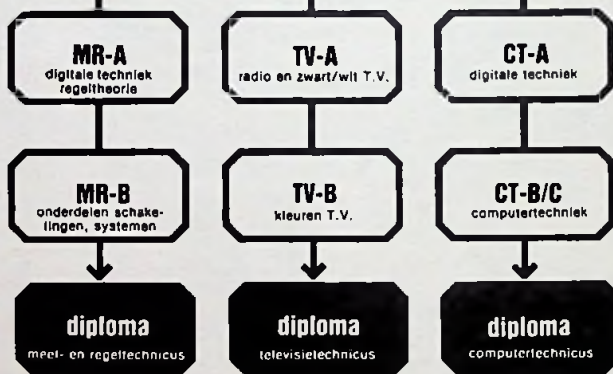 MR-A
digitale techniek
regeltheorie
TV-A
radio en zwart/wit T.V.
CT-A
digitale techniek
MR-B
onderdelen schake-
lingen, systemen
TV-B
kleuren T.V.
CT-B/C
computertechniek
diploma
meet- en regeltechnicus
diploma
televisietechnicus
diploma
computertechnicus